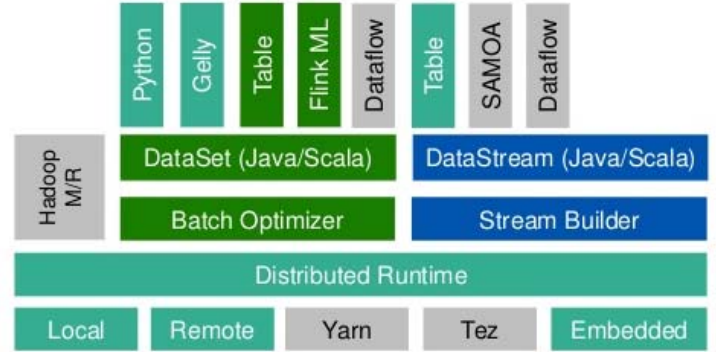 Python
Gelly
Table
Flink ML
Dataflow
Table
SAMOA
Dataflow
Hadoop
M/R
DataSet (Java/Scala)
DataStream (Java/Scala)
Batch Optimizer
Stream Builder
Distributed Runtime
Local
Remote
Yarn
Tez
Embedded